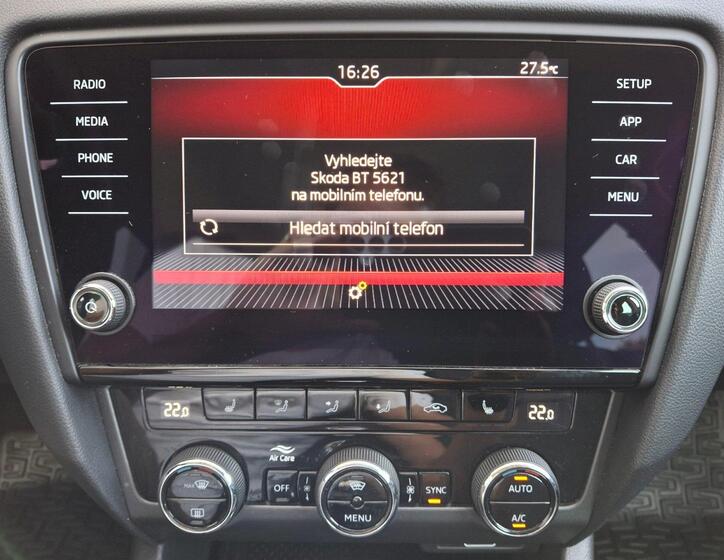 16:26
27.5°C
RADIO
MEDIA
PHONE
VOICE
SETUP
APP
CAR
MENU
Vyhledejte
Skoda BT 5621
na mobilním telefonu.
Hledat mobilní telefon
22.0
22.0
Air Care
MAX
OFF
MENU
SYNC
AUTO
A/C